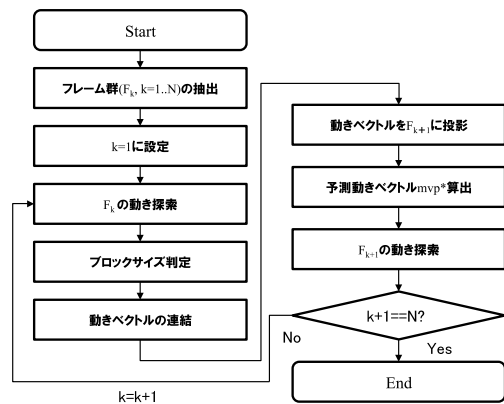 Start
フレーム群(Fk, k=1..N)の抽出
k=1に設定
Fk の動き探索
ブロックサイズ判定
動きベクトルの連結
動きベクトルをFk+1に投影
予測動きベクトルmvp*算出
Fk+1の動き探索
k+1==N?
No
Yes
End
k=k+1